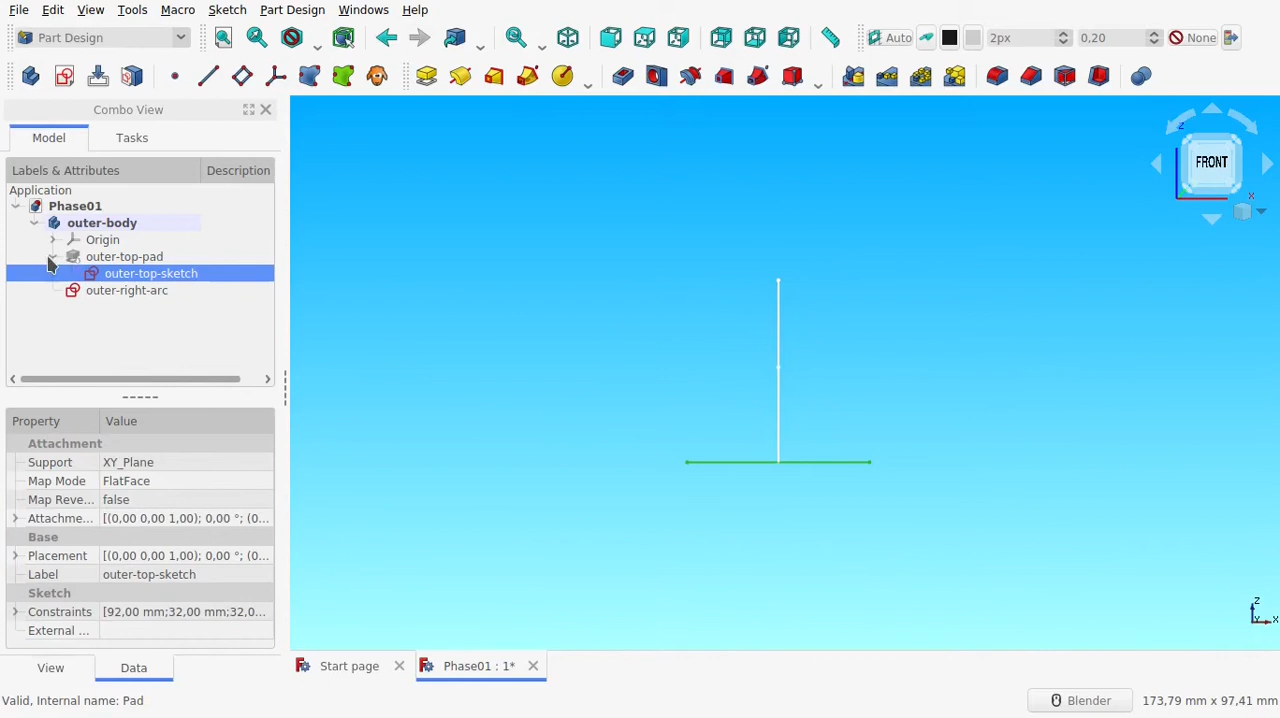 File Edit View Tools Macro Sketch Part Design Windows Help
Part Design Auto 2px 0,20 None
Combo View
Model Tasks
Labels & Attributes Description
Application
Phase01
outer-body
Origin
outer-top-pad
outer-top-sketch
outer-right-arc
Property Value
Attachment
Support XY_Plane
Map Mode FlatFace
Map Reve... false
Attachme... [(0,00 0,00 1,00); 0,00 °; (0...
Base
Placement [(0,00 0,00 1,00); 0,00 °; (0...
Label outer-top-sketch
Sketch
Constraints [92,00 mm;32,00 mm;32,0...
External ...
View Data
FRONT
Z
X
Z
Y
X
Start page Phase01 : 1*
Valid, Internal name: Pad Blender 173,79 mm x 97,41 mm